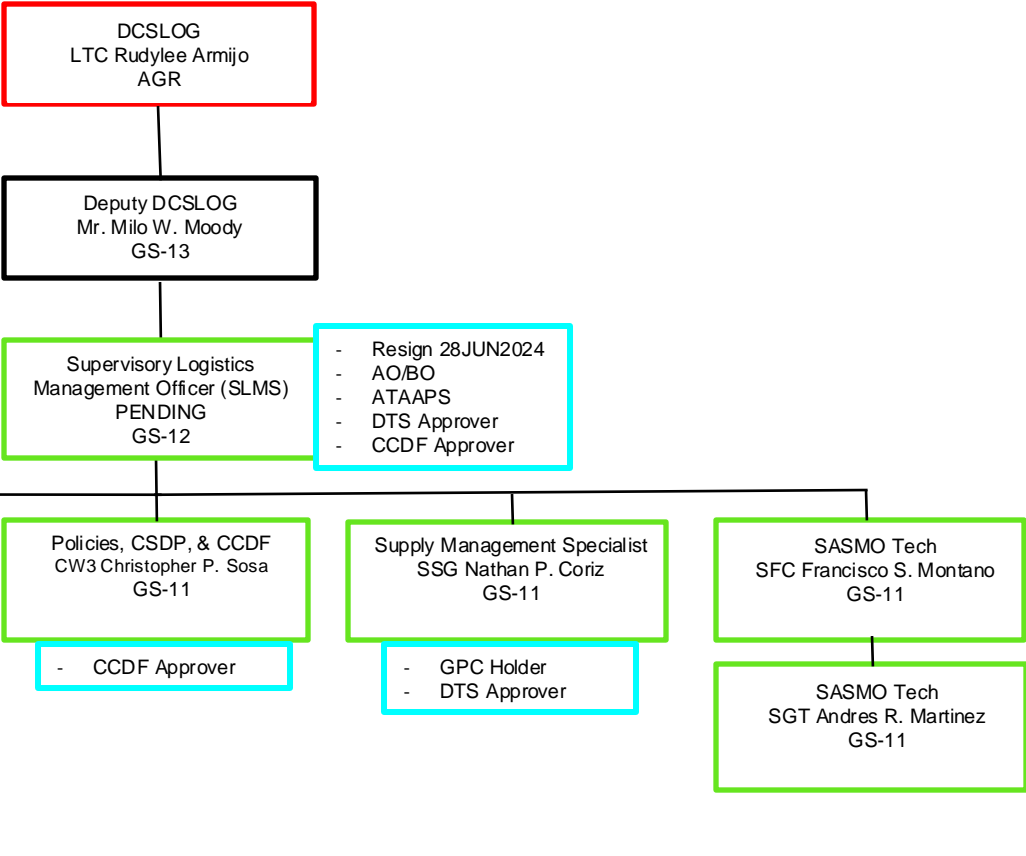 DCSLOG
LTC Rudylee Armijo
AGR
Deputy DCSLOG
Mr. Milo W. Moody
GS-13
Supervisory Logistics
Management Officer (SLMS)
PENDING
GS-12
- Resign 28JUN2024
- AO/BO
- ATAAPS
- DTS Approver
- CCDF Approver
Policies, CSDP, & CCDF
CW3 Christopher P. Sosa
GS-11
- CCDF Approver
Supply Management Specialist
SSG Nathan P. Coriz
GS-11
- GPC Holder
- DTS Approver
SASMO Tech
SFC Francisco S. Montano
GS-11
SASMO Tech
SGT Andres R. Martinez
GS-11